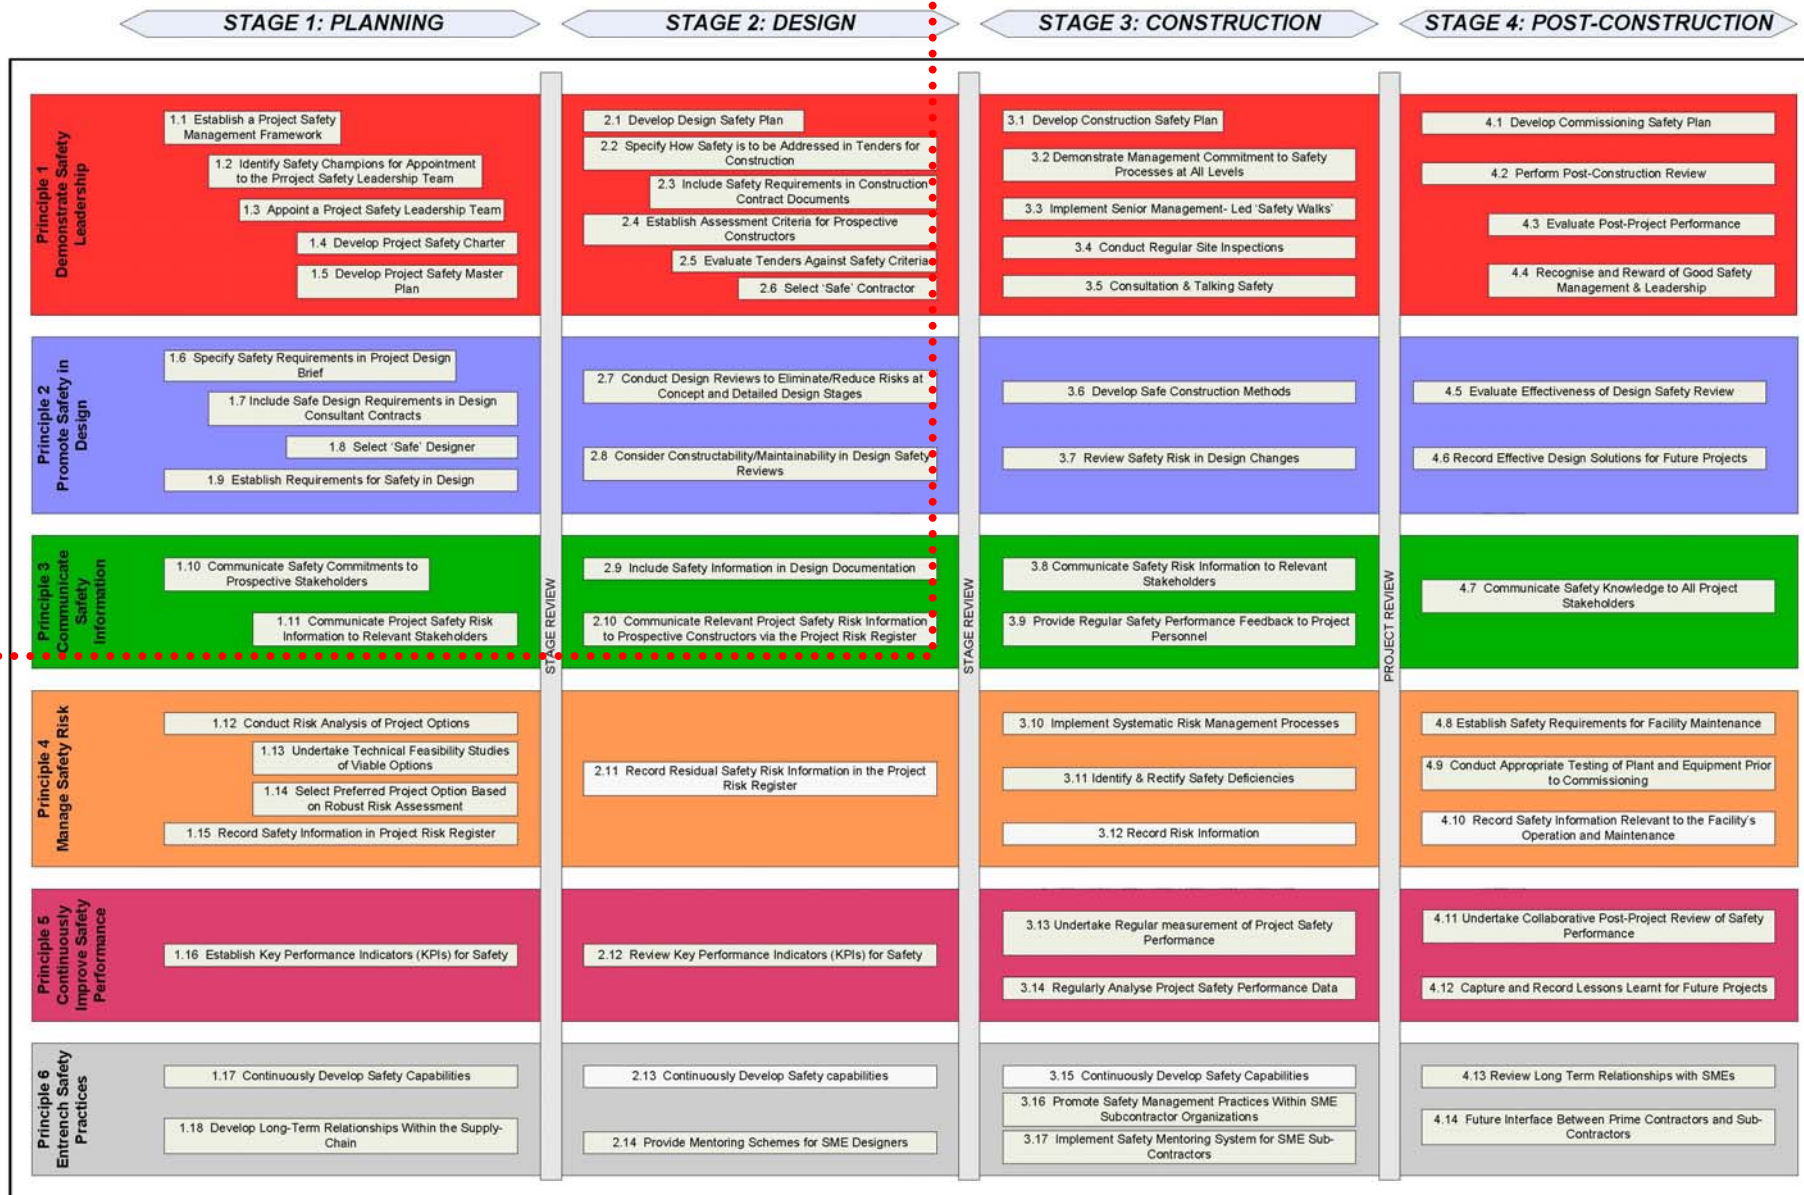 STAGE 1: PLANNING
STAGE 2: DESIGN
STAGE 3: CONSTRUCTION
STAGE 4: POST-CONSTRUCTION
Principle 1
Demonstrate Safety
Leadership
1.1 Establish a Project Safety
Management Framework
1.2 Identify Safety Champions for Appointment
to the Prroject Safety Leadership Team
1.3 Appoint a Project Safety Leadership Team
1.4 Develop Project Safety Charter
1.5 Develop Project Safety Master
Plan
2.1 Develop Design Safety Plan
2.2 Specify How Safety is to be Addressed in Tenders for
Construction
2.3 Include Safety Requirements in Construction
Contract Documents
2.4 Establish Assessment Criteria for Prospective
Constructors
2.5 Evaluate Tenders Against Safety Criteria
2.6 Select ‘Safe’ Contractor
3.1 Develop Construction Safety Plan
3.2 Demonstrate Management Commitment to Safety
Processes at All Levels
3.3 Implement Senior Management- Led ‘Safety Walks’
3.4 Conduct Regular Site Inspections
3.5 Consultation & Talking Safety
4.1 Develop Commissioning Safety Plan
4.2 Perform Post-Construction Review
4.3 Evaluate Post-Project Performance
4.4 Recognise and Reward of Good Safety
Management & Leadership
Principle 2
Promote Safety in
Design
1.6 Specify Safety Requirements in Project Design
Brief
1.7 Include Safe Design Requirements in Design
Consultant Contracts
1.8 Select ‘Safe’ Designer
1.9 Establish Requirements for Safety in Design
2.7 Conduct Design Reviews to Eliminate/Reduce Risks at
Concept and Detailed Design Stages
2.8 Consider Constructability/Maintainability in Design Safety
Reviews
3.6 Develop Safe Construction Methods
3.7 Review Safety Risk in Design Changes
4.5 Evaluate Effectiveness of Design Safety Review
4.6 Record Effective Design Solutions for Future Projects
Principle 3
Communicate
Safety
Information
1.10 Communicate Safety Commitments to
Prospective Stakeholders
1.11 Communicate Project Safety Risk
Information to Relevant Stakeholders
STAGE REVIEW
2.9 Include Safety Information in Design Documentation
2.10 Communicate Relevant Project Safety Risk Information
to Prospective Constructors via the Project Risk Register
STAGE REVIEW
3.8 Communicate Safety Risk Information to Relevant
Stakeholders
3.9 Provide Regular Safety Performance Feedback to Project
Personnel
PROJECT REVIEW
4.7 Communicate Safety Knowledge to All Project
Stakeholders
Principle 4
Manage Safety Risk
1.12 Conduct Risk Analysis of Project Options
1.13 Undertake Technical Feasibility Studies
of Viable Options
1.14 Select Preferred Project Option Based
on Robust Risk Assessment
1.15 Record Safety Information in Project Risk Register
2.11 Record Residual Safety Risk Information in the Project
Risk Register
3.10 Implement Systematic Risk Management Processes
3.11 Identify & Rectify Safety Deficiencies
3.12 Record Risk Information
4.8 Establish Safety Requirements for Facility Maintenance
4.9 Conduct Appropriate Testing of Plant and Equipment Prior
to Commissioning
4.10 Record Safety Information Relevant to the Facility’s
Operation and Maintenance
Principle 5
Continuously
Improve Safety
Performance
1.16 Establish Key Performance Indicators (KPIs) for Safety
2.12 Review Key Performance Indicators (KPIs) for Safety
3.13 Undertake Regular measurement of Project Safety
Performance
3.14 Regularly Analyse Project Safety Performance Data
4.11 Undertake Collaborative Post-Project Review of Safety
Performance
4.12 Capture and Record Lessons Learnt for Future Projects
Principle 6
Entrench Safety
Practices
1.17 Continuously Develop Safety Capabilities
1.18 Develop Long-Term Relationships Within the Supply-
Chain
2.13 Continuously Develop Safety capabilities
2.14 Provide Mentoring Schemes for SME Designers
3.15 Continuously Develop Safety Capabilities
3.16 Promote Safety Management Practices Within SME
Subcontractor Organizations
3.17 Implement Safety Mentoring System for SME Sub-
Contractors
4.13 Review Long Term Relationships with SMEs
4.14 Future Interface Between Prime Contractors and Sub-
Contractors